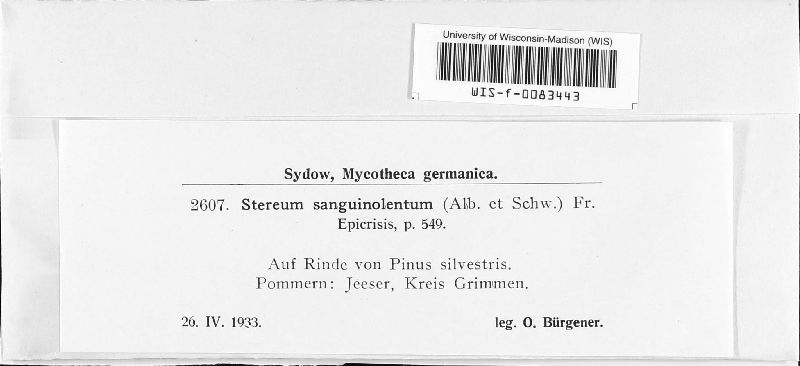 University of Wisconsin-Madison (WIS)
WIS-f-0083443
Sydow, Mycotheca germanica.
2607. Stereum sanguinolentum (Alb. et Schw.) Fr.
Epicrisis, p. 549.
Auf Rinde von Pinus silvestris.
Pommern: Jeeser, Kreis Grimmen.
26. IV. 1933. leg. O. Bürgener.